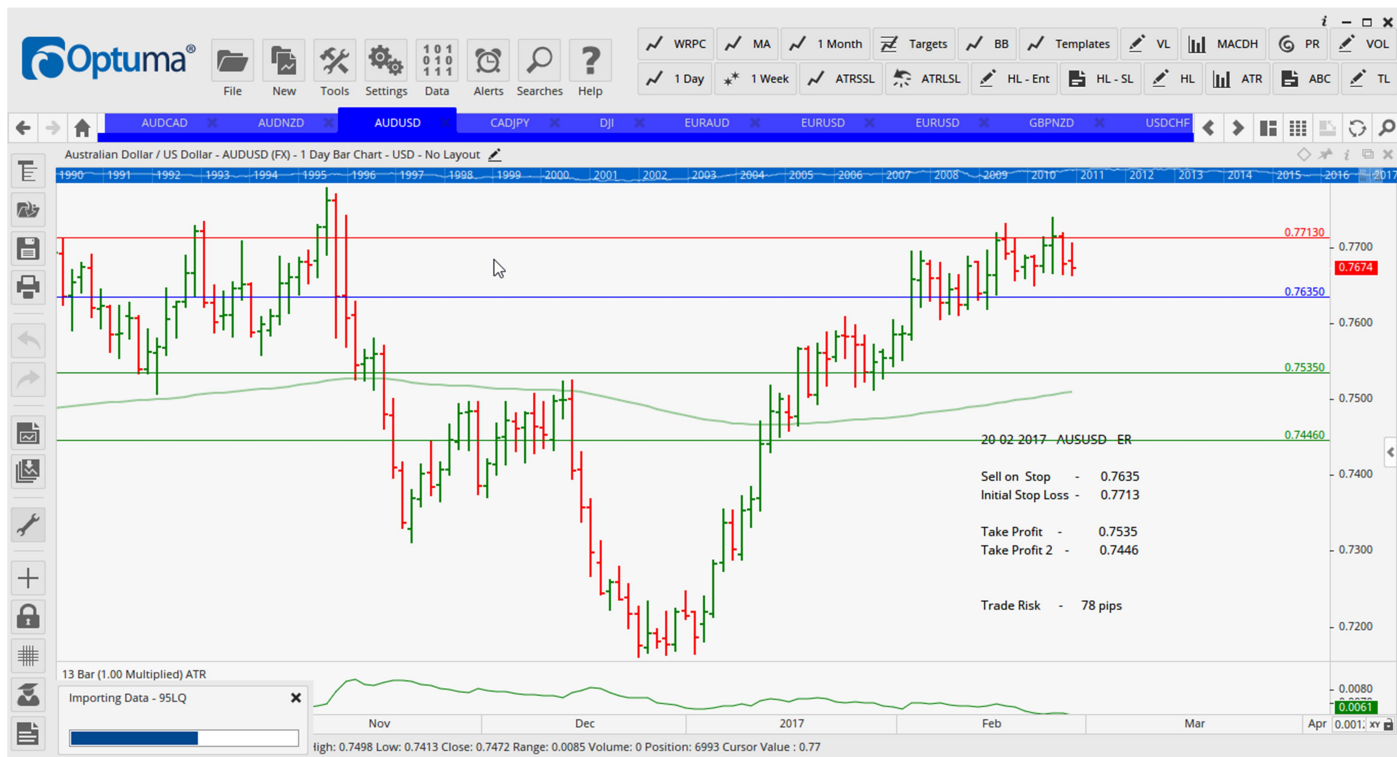 i
Optuma®
WRPC MA 1 Month Targets BB Templates VL MACDH PR VOL
1 Day 1 Week ATRSSL ATRLSL HL - Ent HL - SL HL ATR ABC TL
101
010
111
File New Tools Settings Data Alerts Searches Help
AUDCAD AUDNZD AUDUSD CADJPY DJI EURAUD EURUSD EURUSD GBPNZD USDCHF
Australian Dollar / US Dollar - AUDUSD (FX) - 1 Day Bar Chart - USD - No Layout
1990 1991 1992 1993 1994 1995 1996 1997 1998 1999 2000 2001 2002 2003 2004 2005 2006 2007 2008 2009 2010 2011 2012 2013 2014 2015 2016 2017
0.77130
0.7700
0.7674
0.76350
0.7600
0.75350
0.7500
0.74460
20 02 2017 AUSUSD ER
0.7400
Sell on Stop - 0.7635
Initial Stop Loss - 0.7713
Take Profit - 0.7535
Take Profit 2 - 0.7446
0.7300
Trade Risk - 78 pips
0.7200
13 Bar (1.00 Multiplied) ATR
0.0080
0.0061
Importing Data - 95LQ
Nov Dec 2017 Feb Mar Apr 0.001 XY
High: 0.7498 Low: 0.7413 Close: 0.7472 Range: 0.0085 Volume: 0 Position: 6993 Cursor Value : 0.77